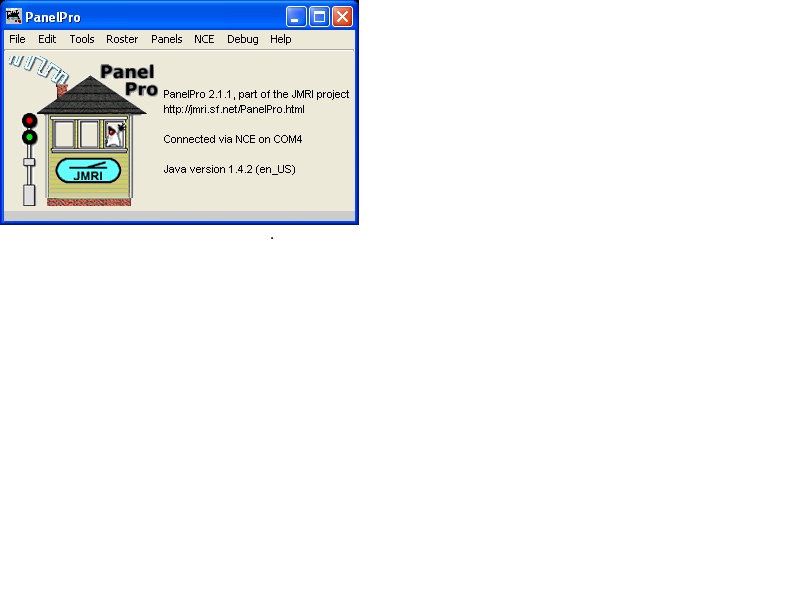 PanelPro
File Edit Tools Roster Panels NCE Debug Help
Panel
Pro
PanelPro 2.1.1, part of the JMRI project
http://jmri.sf.net/PanelPro.html
Connected via NCE on COM4
Java version 1.4.2 (en_US)
JMRI